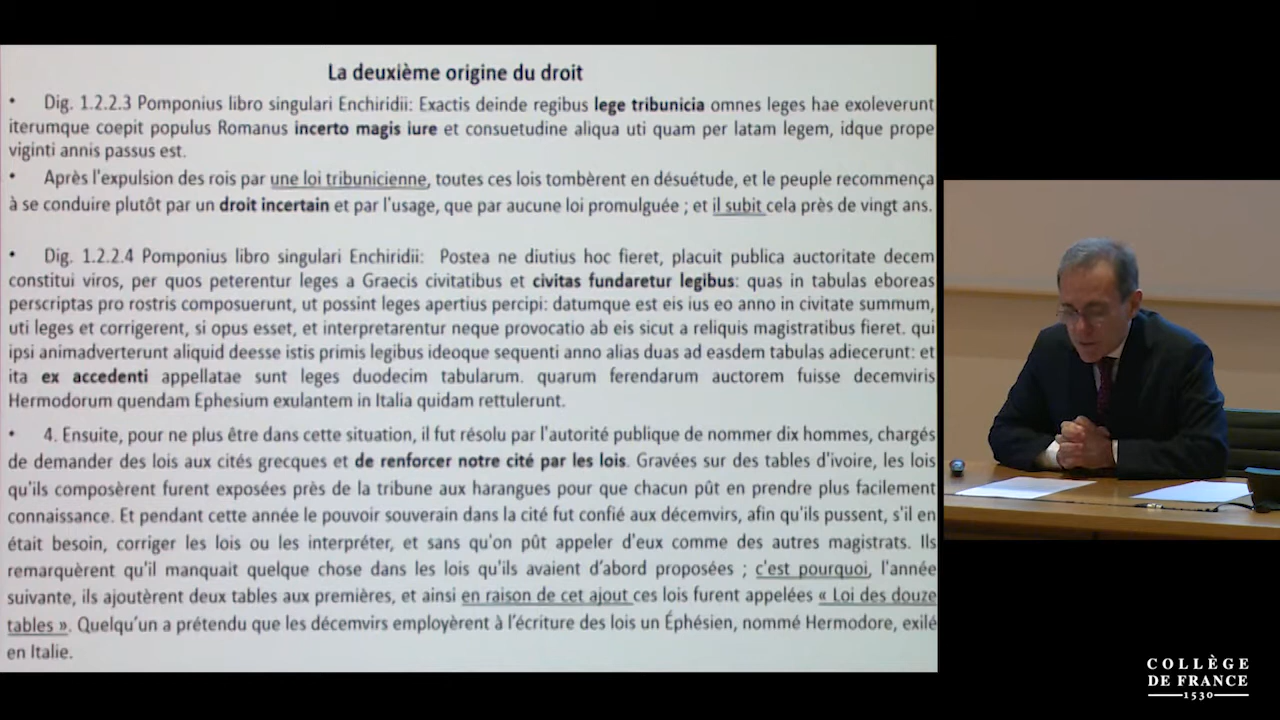 La deuxième origine du droit
• Dig. 1.2.2.3 Pomponius libro singulari Enchiridii: Exactis deinde regibus lege tribunicia omnes leges hae exoleverunt
iterumque coepit populus Romanus incerto magis iure et consuetudine aliqua uti quam per latam legem, idque prope
viginti annis passus est.
• Après l'expulsion des rois par une loi tribunicienne, toutes ces lois tombèrent en désuétude, et le peuple recommença
à se conduire plutôt par un droit incertain et par l'usage, que par aucune loi promulguée ; et il subit cela près de vingt ans.
• Dig. 1.2.2.4 Pomponius libro singulari Enchiridii: Postea ne diutius hoc fieret, placuit publica auctoritate decem
constitui viros, per quos peterentur leges a Graecis civitatibus et civitas fundaretur legibus: quas in tabulas eboreas
perscriptas pro rostris composuerunt, ut possint leges apertius percipi: datumque est eis ius eo anno in civitate summum,
uti leges et corrigerent, si opus esset, et interpretarentur neque provocatio ab eis sicut a reliquis magistratibus fieret. qui
ipsi animadverterunt aliquid deesse istis primis legibus ideoque sequenti anno alias duas ad easdem tabulas adiecerunt: et
ita ex accedenti appellatae sunt leges duodecim tabularum. quarum ferendarum auctorem fuisse decemviris
Hermodorum quendam Ephesium exulantem in Italia quidam rettulerunt.
• 4. Ensuite, pour ne plus être dans cette situation, il fut résolu par l'autorité publique de nommer dix hommes, chargés
de demander des lois aux cités grecques et de renforcer notre cité par les lois. Gravées sur des tables d'ivoire, les lois
qu'ils composèrent furent exposées près de la tribune aux harangues pour que chacun pût en prendre plus facilement
connaissance. Et pendant cette année le pouvoir souverain dans la cité fut confié aux décemvirs, afin qu'ils pussent, s'il en
était besoin, corriger les lois ou les interpréter, et sans qu'on pût appeler d'eux comme des autres magistrats. Ils
remarquèrent qu'il manquait quelque chose dans les lois qu'ils avaient d'abord proposées ; c'est pourquoi, l'année
suivante, ils ajoutèrent deux tables aux premières, et ainsi en raison de cet ajout ces lois furent appelées « Loi des douze
tables ». Quelqu'un a prétendu que les décemvirs employèrent à l'écriture des lois un Éphésien, nommé Hermodore, exilé
en Italie.
COLLÈGE
DE FRANCE
1530